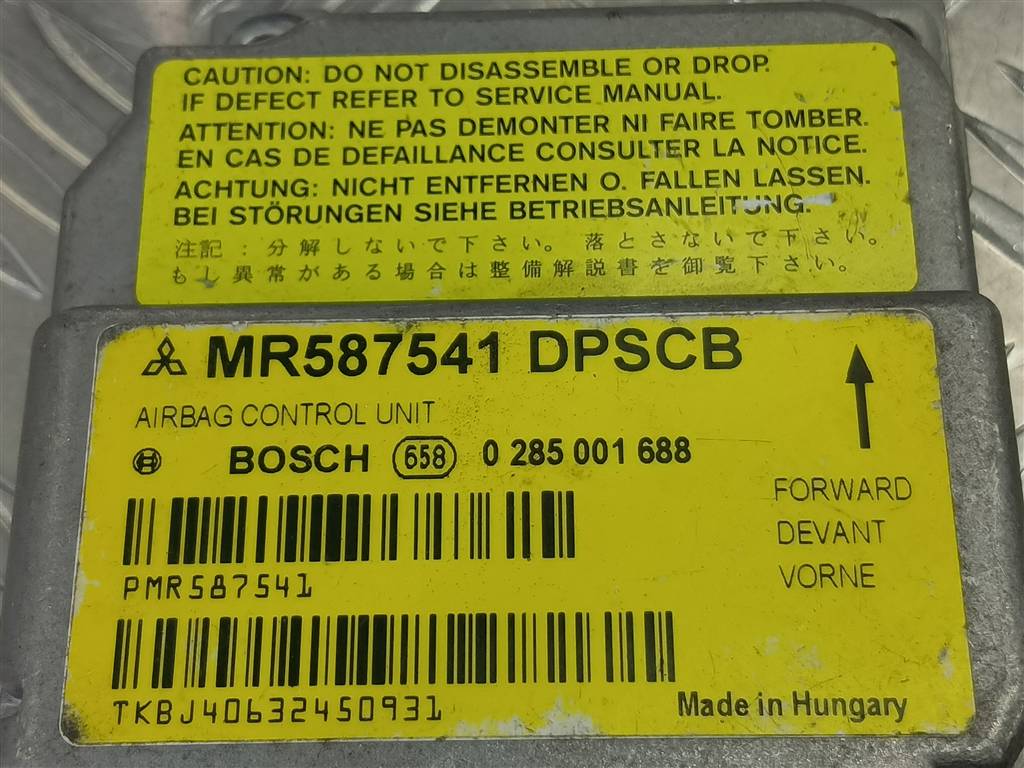 CAUTION: DO NOT DISASSEMBLE OR DROP.
IF DEFECT REFER TO SERVICE MANUAL.
ATTENTION: NE PAS DEMONTER NI FAIRE TOMBER.
EN CAS DE DEFAILLANCE CONSULTER LA NOTICE.
ACHTUNG: NICHT ENTFERNEN O. FALLEN LASSEN.
BEI STÖRUNGEN SIEHE BETRIEBSANLEITUNG.
注記：分解しないで下さい。落とさないで下さい。
もし異常がある場合は整備解説書を御覧下さい。
MR587541 DPSCB
AIRBAG CONTROL UNIT
BOSCH 658 0 285 001 688
FORWARD
DEVANT
VORNE
PMR587541
TKBJ40632450931
Made in Hungary